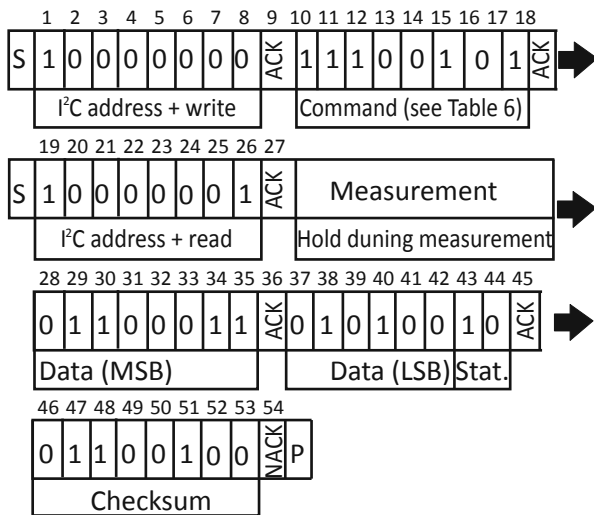 1 2 3 4 5 6 7 8 9 10 11 12 13 14 15 16 17 18
S 1 0 0 0 0 0 0 0 ACK 1 1 1 0 0 1 0 1 ACK
I²C address + write Command (see Table 6)
19 20 21 22 23 24 25 26 27
S 1 0 0 0 0 0 0 1 ACK Measurement
I²C address + read Hold duning measurement
28 29 30 31 32 33 34 35 36 37 38 39 40 41 42 43 44 45
0 1 1 0 0 0 1 1 ACK 0 1 0 1 0 0 1 0 ACK
Data (MSB) Data (LSB) Stat.
46 47 48 49 50 51 52 53 54
0 1 1 0 0 1 0 0 NACK P
Checksum